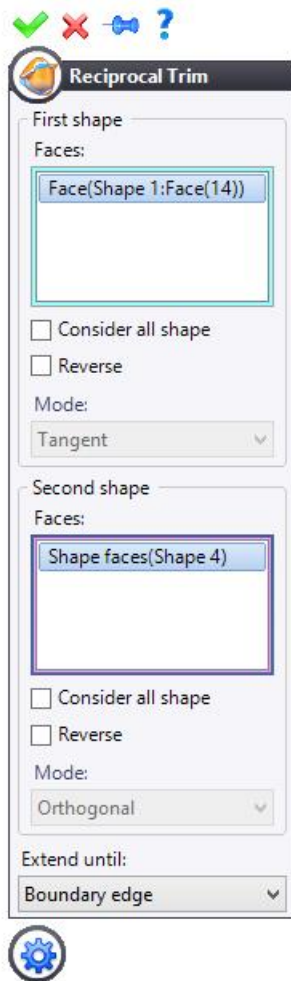 ?
Reciprocal Trim
First shape
Faces:
Face(Shape 1:Face(14))
Consider all shape
Reverse
Mode:
Tangent
Second shape
Faces:
Shape faces(Shape 4)
Consider all shape
Reverse
Mode:
Orthogonal
Extend until:
Boundary edge